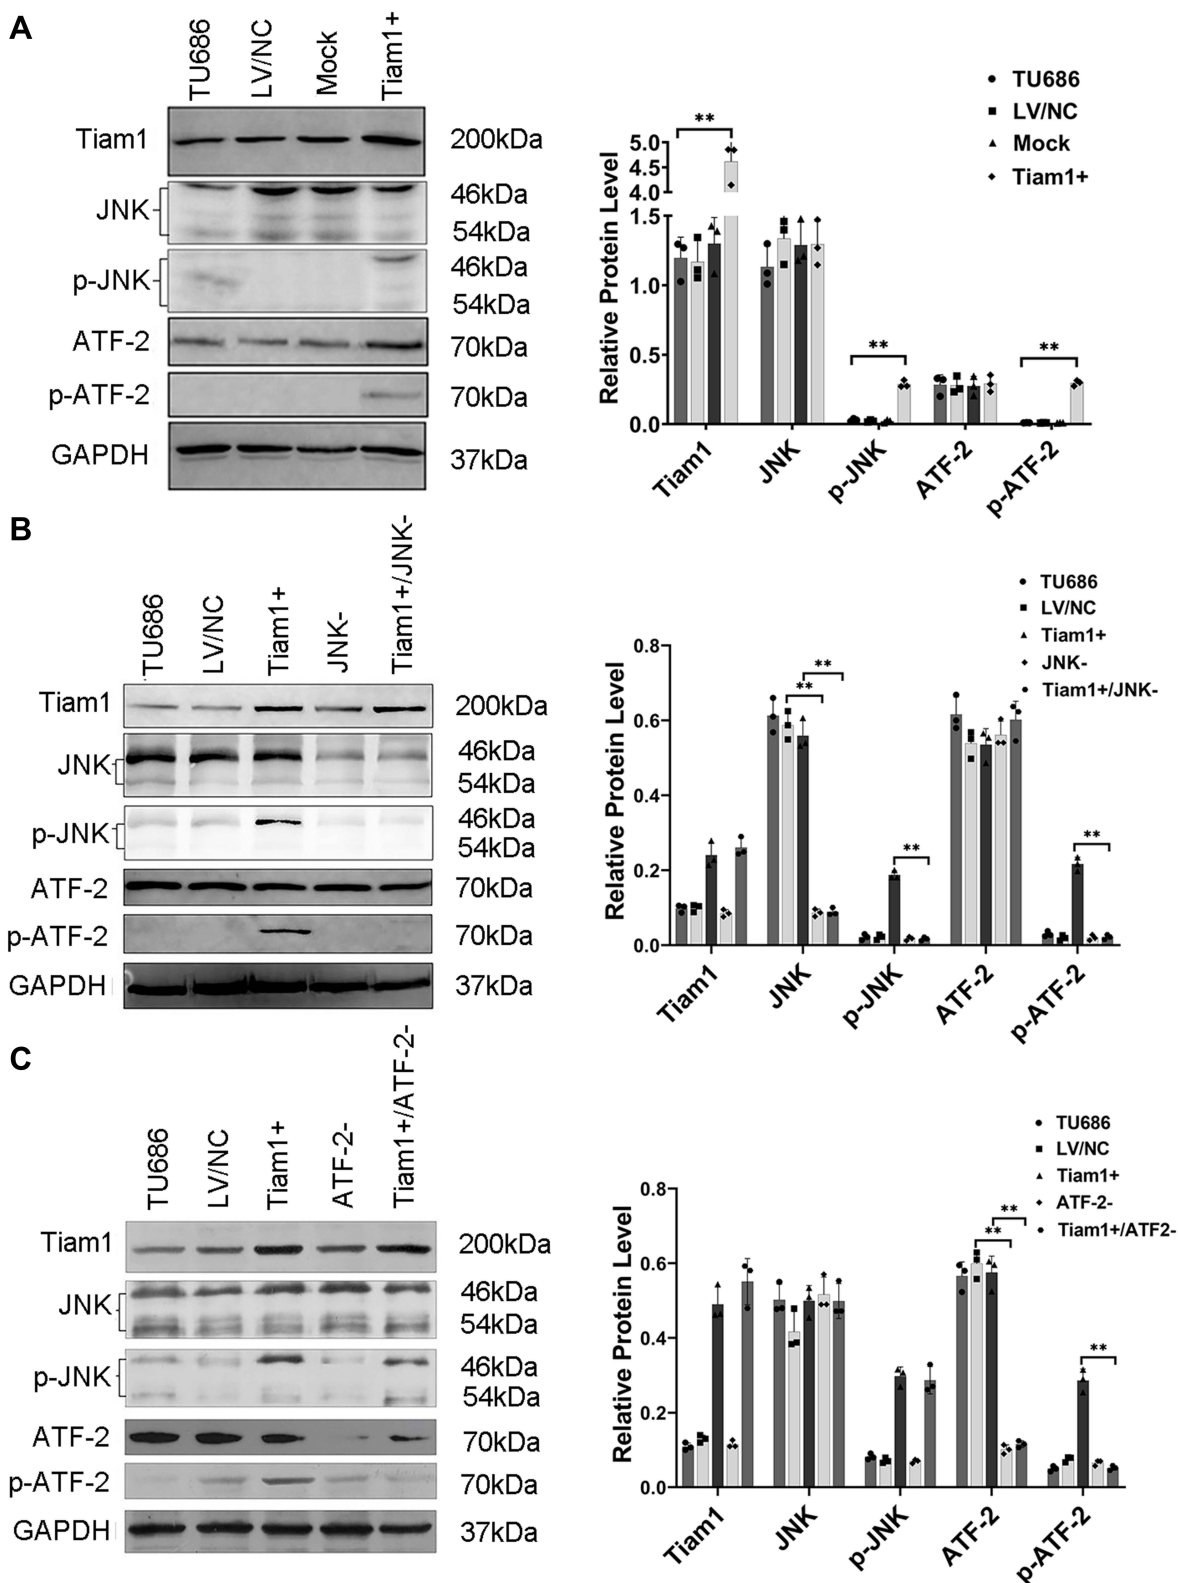 A
TU686
LV/NC
Mock
Tiam1+
Tiam1
200kDa
JNK
46kDa
54kDa
p-JNK
46kDa
54kDa
ATF-2
70kDa
p-ATF-2
70kDa
GAPDH
37kDa
TU686
LV/NC
Mock
Tiam1+
Relative Protein Level
5.0
4.5
4.0
1.5
1.0
0.5
0.0
**
**
**
Tiam1
JNK
p-JNK
ATF-2
p-ATF-2
B
TU686
LV/NC
Tiam1+
JNK-
Tiam1+/JNK-
Tiam1
200kDa
JNK
46kDa
54kDa
p-JNK
46kDa
54kDa
ATF-2
70kDa
p-ATF-2
70kDa
GAPDH
37kDa
TU686
LV/NC
Tiam1+
JNK-
Tiam1+/JNK-
Relative Protein Level
0.8
0.6
0.4
0.2
0.0
**
**
**
**
Tiam1
JNK
p-JNK
ATF-2
p-ATF-2
C
TU686
LV/NC
Tiam1+
ATF-2-
Tiam1+/ATF-2-
Tiam1
200kDa
JNK
46kDa
54kDa
p-JNK
46kDa
54kDa
ATF-2
70kDa
p-ATF-2
70kDa
GAPDH
37kDa
TU686
LV/NC
Tiam1+
ATF-2-
Tiam1+/ATF2-
Relative Protein Level
0.8
0.6
0.4
0.2
0.0
**
**
**
Tiam1
JNK
p-JNK
ATF-2
p-ATF-2